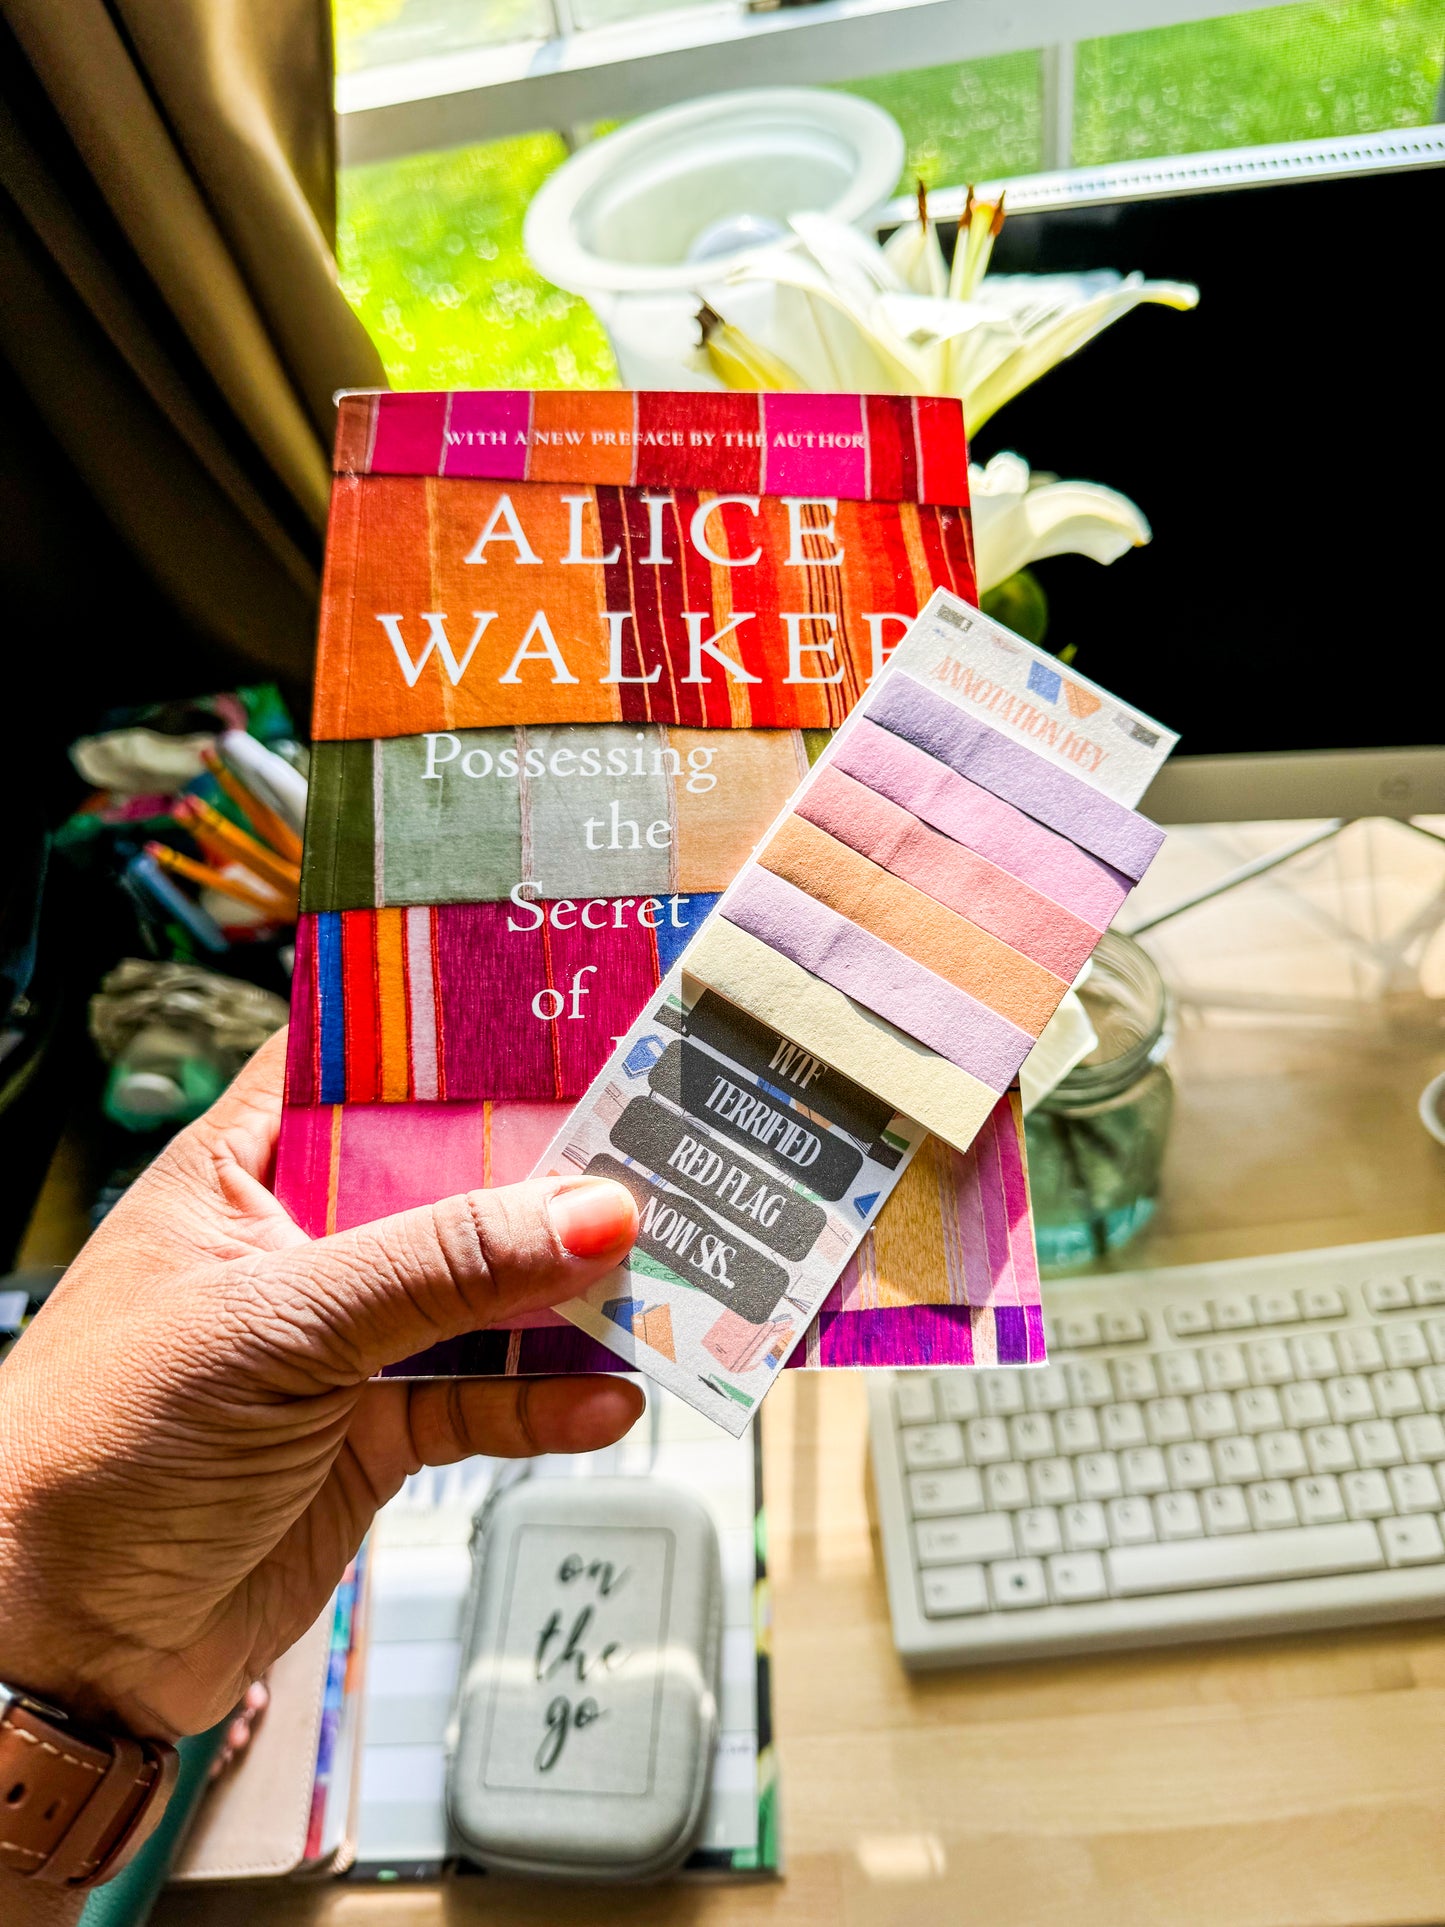 WITH A NEW PREFACE BY THE AUTHOR
ALICE
WALKER
Possessing
the
Secret
of
ANNOTATION KEY
WTF
TERRIFIED
RED FLAG
NOW SIS...
on
the
go